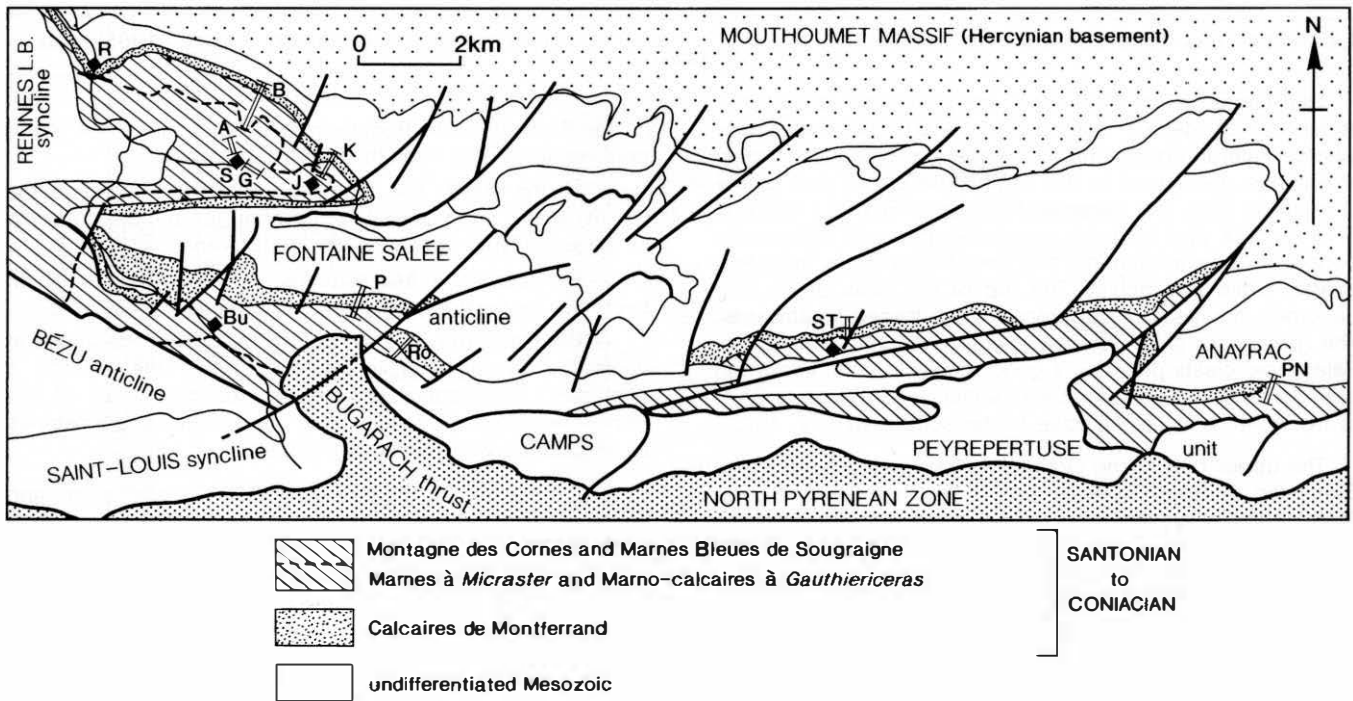 MOUTHOUMET MASSIF (Hercynian basement)
0 2km
N
R
RENNES L.B.
syncline
B
A
K
S G
J
FONTAINE SALÉE
P
anticline
Bu
Ro
ST
ANAYRAC
PN
BÉZU anticline
BUGARACH thrust
CAMPS
PEYREPERTUSE
unit
SAINT-LOUIS syncline
NORTH PYRENEAN ZONE
Montagne des Cornes and Marnes Bleues de Sougraigne
Marnes à Micraster and Marno-calcaires à Gauthiericeras
SANTONIAN
to
CONIACIAN
Calcaires de Montferrand
undifferentiated Mesozoic